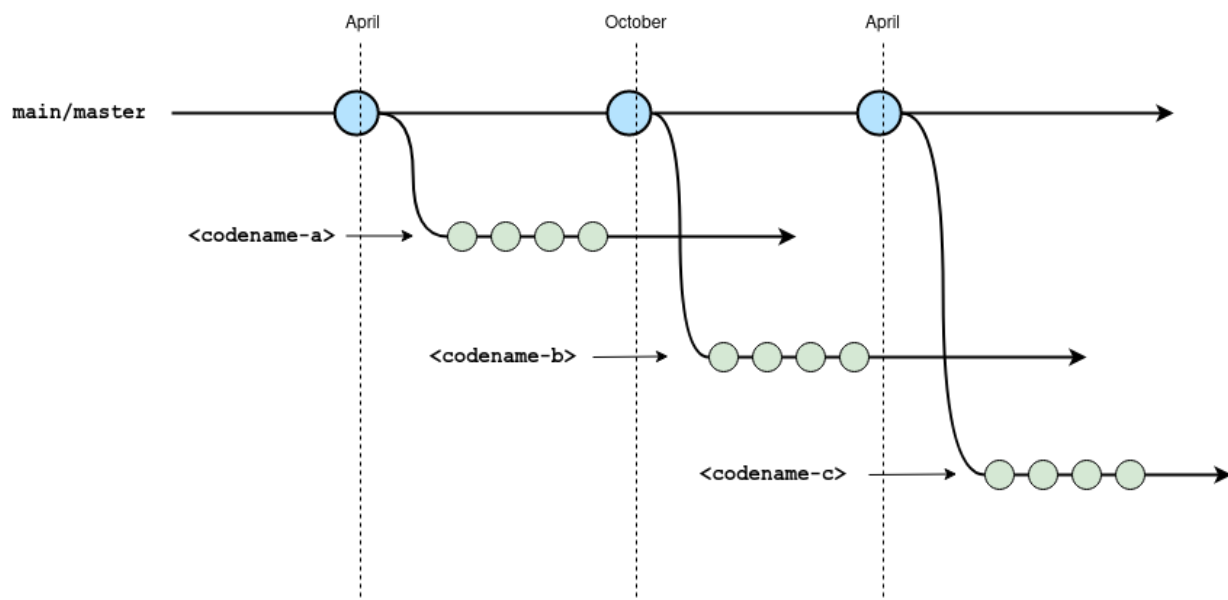 April
October
April
main/master
<codename-a>
<codename-b>
<codename-c>